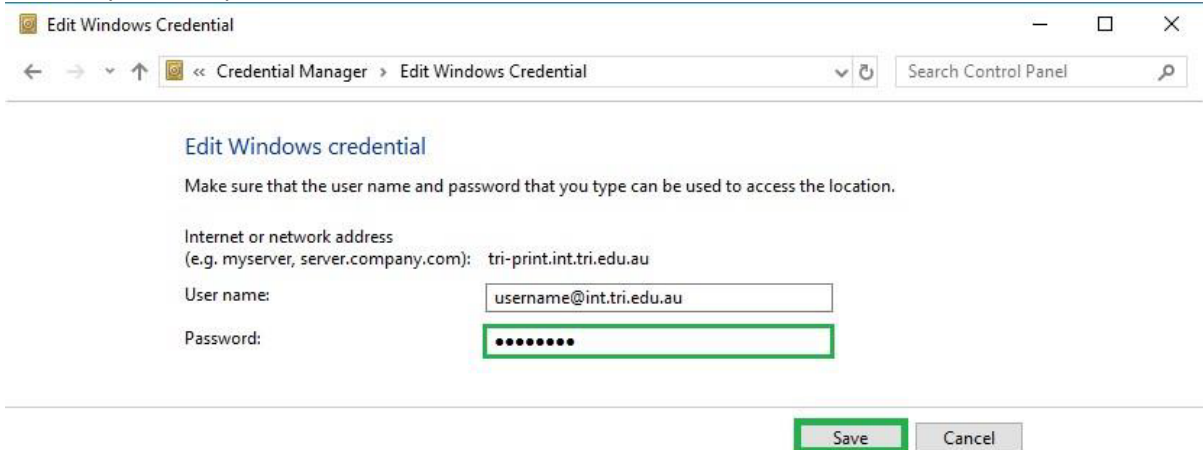 Edit Windows Credential
« Credential Manager > Edit Windows Credential
Search Control Panel
Edit Windows credential
Make sure that the user name and password that you type can be used to access the location.
Internet or network address
(e.g. myserver, server.company.com): tri-print.int.tri.edu.au
User name: username@int.tri.edu.au
Password: ••••••••
Save Cancel